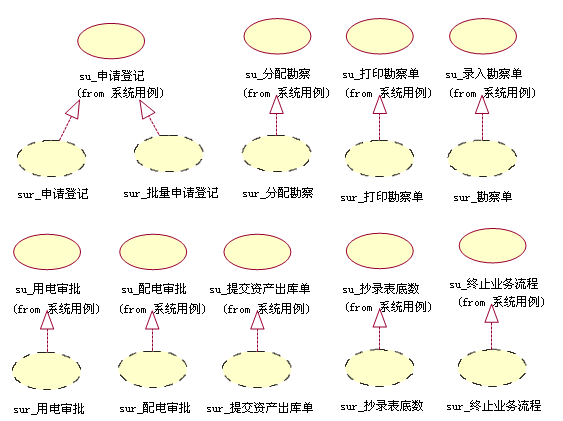 su_申请登记
(from 系统用例)
su_分配勘察
(from 系统用例)
su_打印勘察单
(from 系统用例)
su_录入勘察单
(from 系统用例)
sur_申请登记
sur_批量申请登记
sur_分配勘察
sur_打印勘察单
sur_勘察单
su_用电审批
(from 系统用例)
su_配电审批
(from 系统用例)
su_提交资产出库单
(from 系统用例)
su_抄录表底数
(from 系统用例)
su_终止业务流程
(from 系统用例)
sur_用电审批
sur_配电审批
sur_提交资产出库单
sur_抄录表底数
sur_终止业务流程